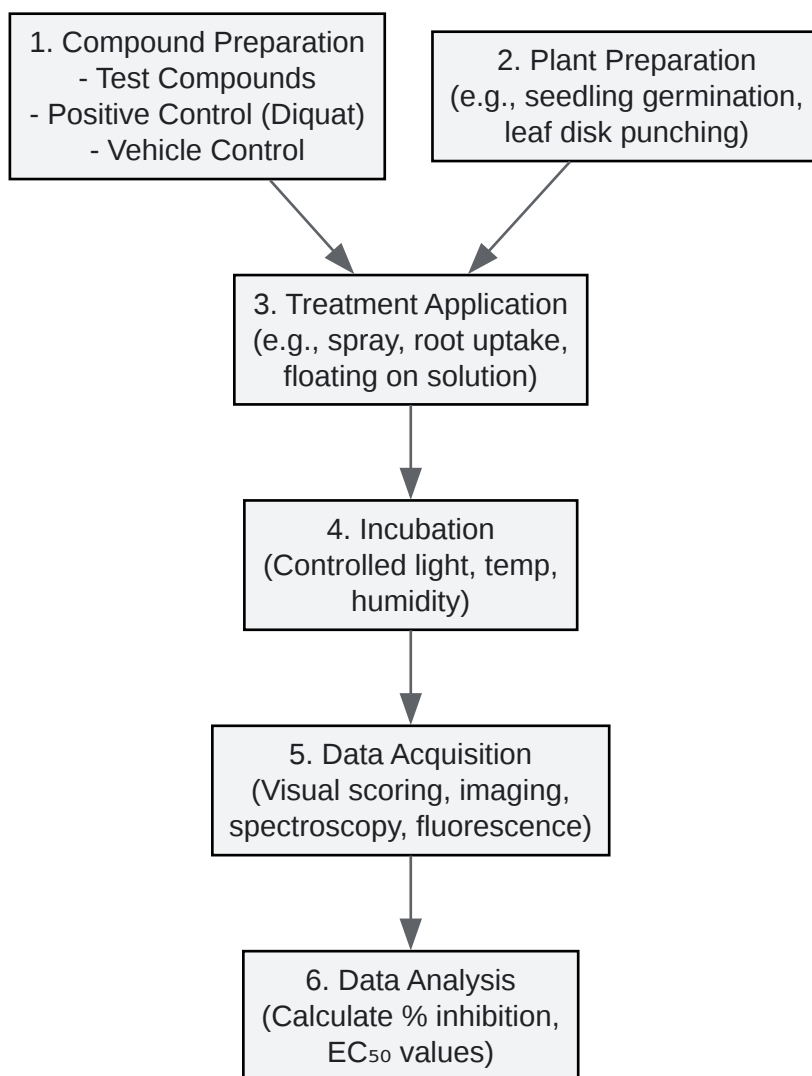 1. Compound Preparation
- Test Compounds
- Positive Control (Diquat)
- Vehicle Control
2. Plant Preparation
(e.g., seedling germination,
leaf disk punching)
3. Treatment Application
(e.g., spray, root uptake,
floating on solution)
4. Incubation
(Controlled light, temp,
humidity)
5. Data Acquisition
(Visual scoring, imaging,
spectroscopy, fluorescence)
6. Data Analysis
(Calculate % inhibition,
EC₅₀ values)